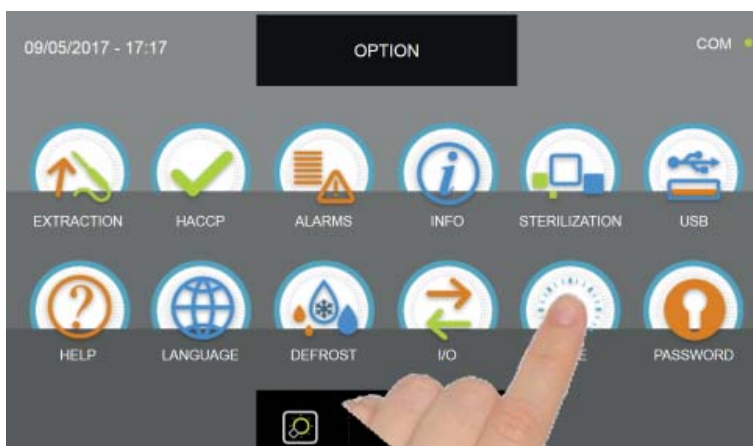 09/05/2017 - 17:17
OPTION
COM
EXTRACTION
HACCP
ALARMS
INFO
STERILIZATION
USB
HELP
LANGUAGE
DEFROST
I/O
PASSWORD